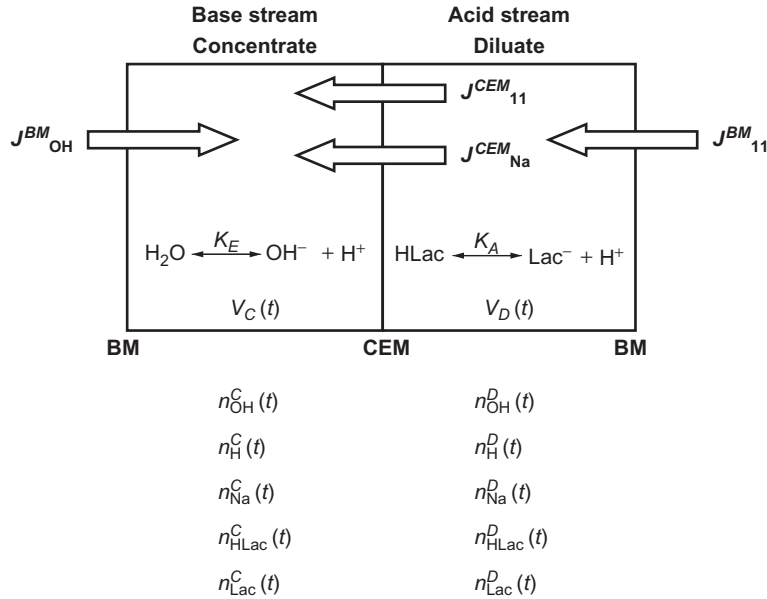 Base stream Acid stream
Concentrate Diluate
J^CEM_11
J^BM_OH J^CEM_Na J^BM_11
H₂O K_E OH⁻ + H⁺ HLac K_A Lac⁻ + H⁺
V_C (t) V_D (t)
BM CEM BM
n^C_OH (t) n^D_OH (t)
n^C_H (t) n^D_H (t)
n^C_Na (t) n^D_Na (t)
n^C_HLac (t) n^D_HLac (t)
n^C_Lac (t) n^D_Lac (t)